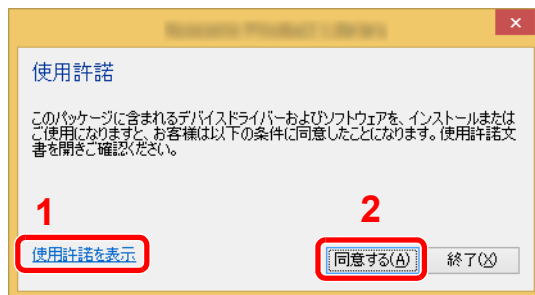 使用許諾
このパッケージに含まれるデバイスドライバーおよびソフトウェアを、インストールまたは
ご使用になりますと、お客様は以下の条件に同意したことになります。使用許諾文
書を開きご確認ください。
1
2
使用許諾を表示
同意する(A)
終了(X)